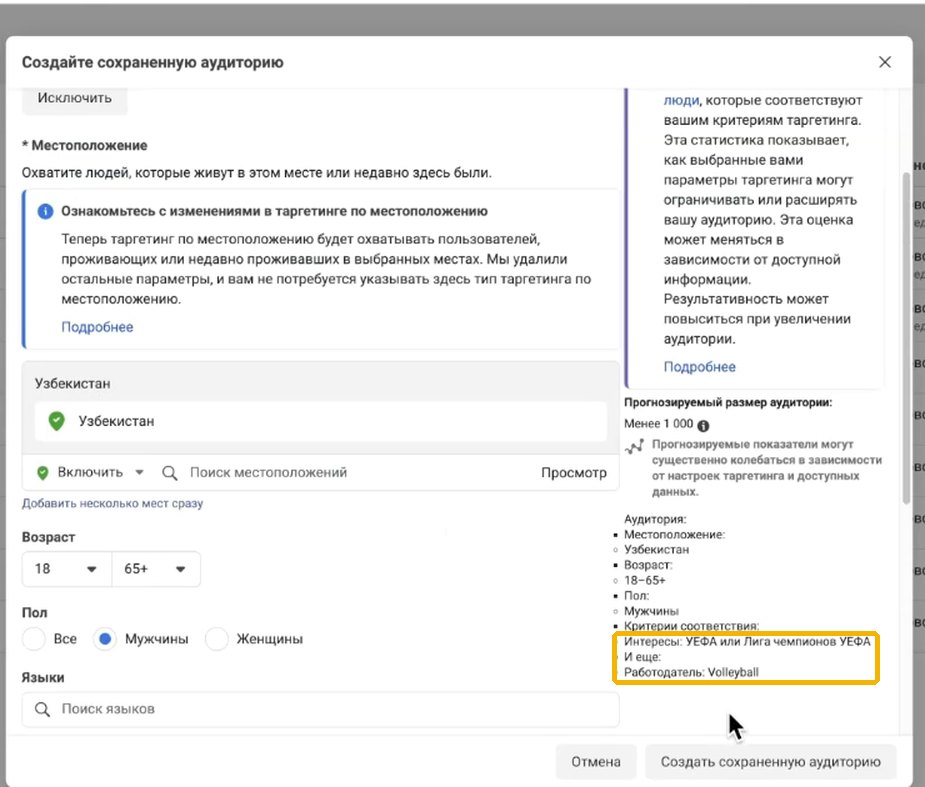 Создайте сохраненную аудиторию
Исключить
* Местоположение
Охватите людей, которые живут в этом месте или недавно здесь были.
Ознакомьтесь с изменениями в таргетинге по местоположению
Теперь таргетинг по местоположению будет охватывать пользователей,
проживающих или недавно проживавших в выбранных местах. Мы удалили
остальные параметры, и вам не потребуется указывать здесь тип таргетинга по
местоположению.
Подробнее
Узбекистан
Узбекистан
Включить
Поиск местоположений
Просмотр
Добавить несколько мест сразу
Возраст
18
65+
Пол
Все
Мужчины
Женщины
Языки
Поиск языков
люди, которые соответствуют
вашим критериям таргетинга.
Эта статистика показывает,
как выбранные вами
параметры таргетинга могут
ограничивать или расширять
вашу аудиторию. Эта оценка
может меняться в
зависимости от доступной
информации.
Результативность может
повыситься при увеличении
аудитории.
Подробнее
Прогнозируемый размер аудитории:
Менее 1 000
Прогнозируемые показатели могут
существенно колебаться в зависимости
от настроек таргетинга и доступных
данных.
Аудитория:
Местоположение:
Узбекистан
Возраст:
18–65+
Пол:
Мужчины
Критерии соответствия:
Интересы: УЕФА или Лига чемпионов УЕФА
И еще:
Работодатель: Volleyball
Отмена
Создать сохраненную аудиторию